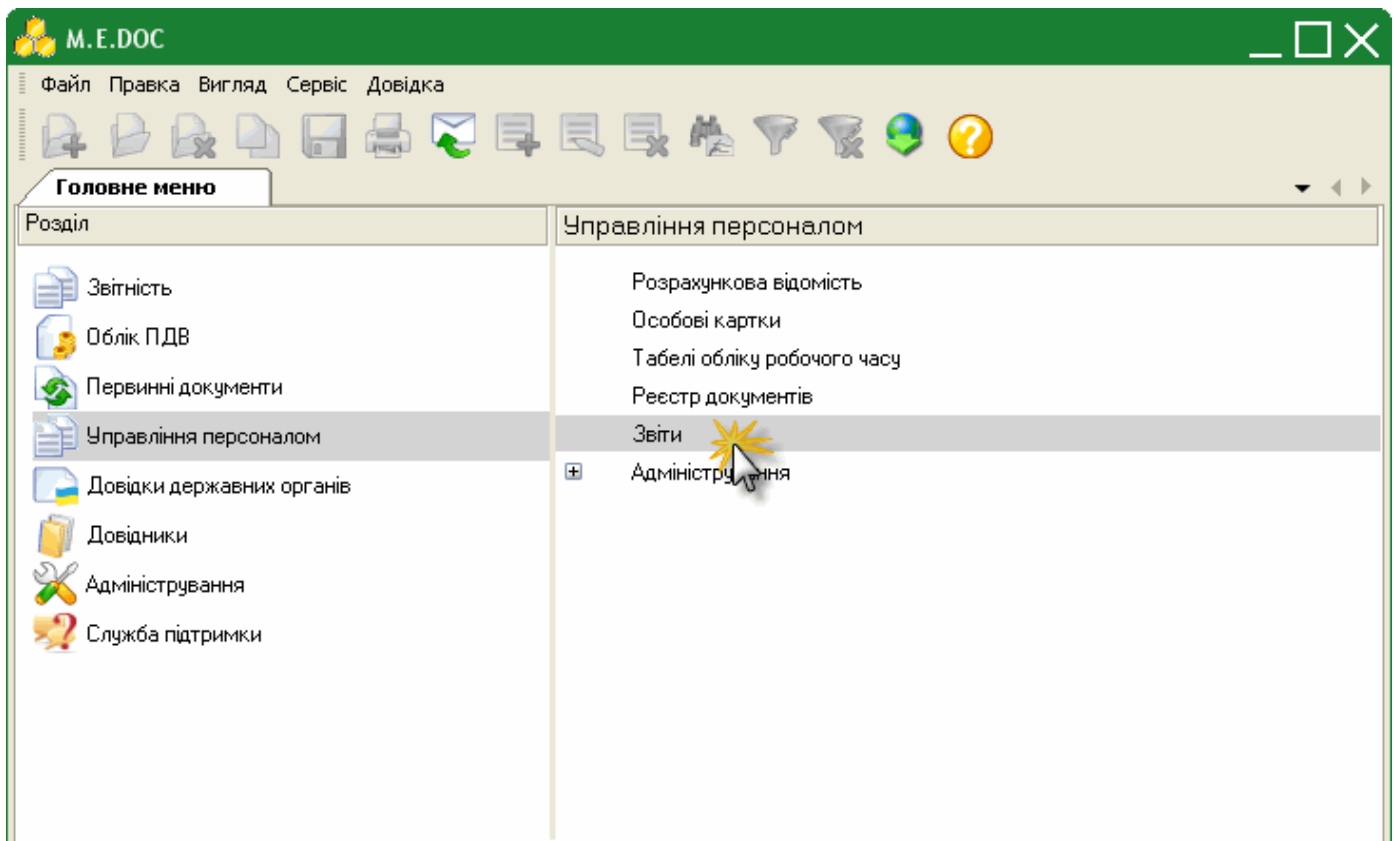 M.E.DOC
Файл Правка Вигляд Сервіс Довідка
Головне меню
Розділ
Звітність
Облік ПДВ
Первинні документи
Управління персоналом
Довідки державних органів
Довідники
Адміністрування
Служба підтримки
Управління персоналом
Розрахункова відомість
Особові картки
Табелі обліку робочого часу
Реєстр документів
Звіти
Адміністрування